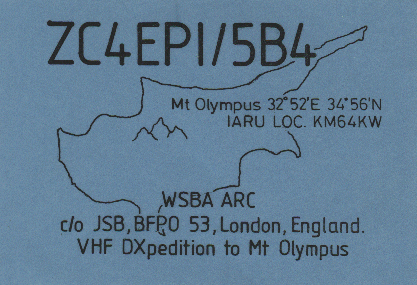 ZC4EPI/5B4
Mt Olympus 32°52'E 34°56'N
IARU LOC. KM64KW
WSBA ARC
c/o JSB, BFPO 53, London, England.
VHF DXpedition to Mt Olympus